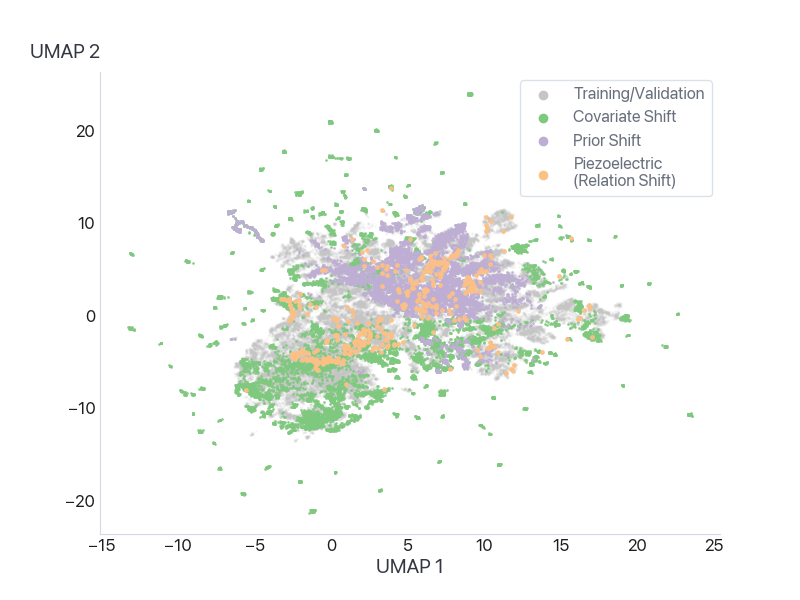 UMAP 2
Training/Validation
Covariate Shift
Prior Shift
Piezoelectric
(Relation Shift)
20
10
0
−10
−20
−15 −10 −5 0 5 10 15 20 25
UMAP 1